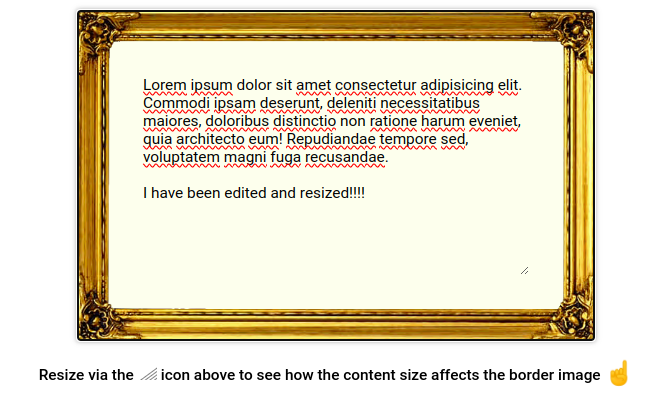 Lorem ipsum dolor sit amet consectetur adipisicing elit.
Commodi ipsam deserunt, deleniti necessitatibus
maiores, doloribus distinctio non ratione harum eveniet,
quia architecto eum! Repudiandae tempore sed,
voluptatem magni fuga recusandae.
I have been edited and resized!!!!
Resize via the icon above to see how the content size affects the border image ☝